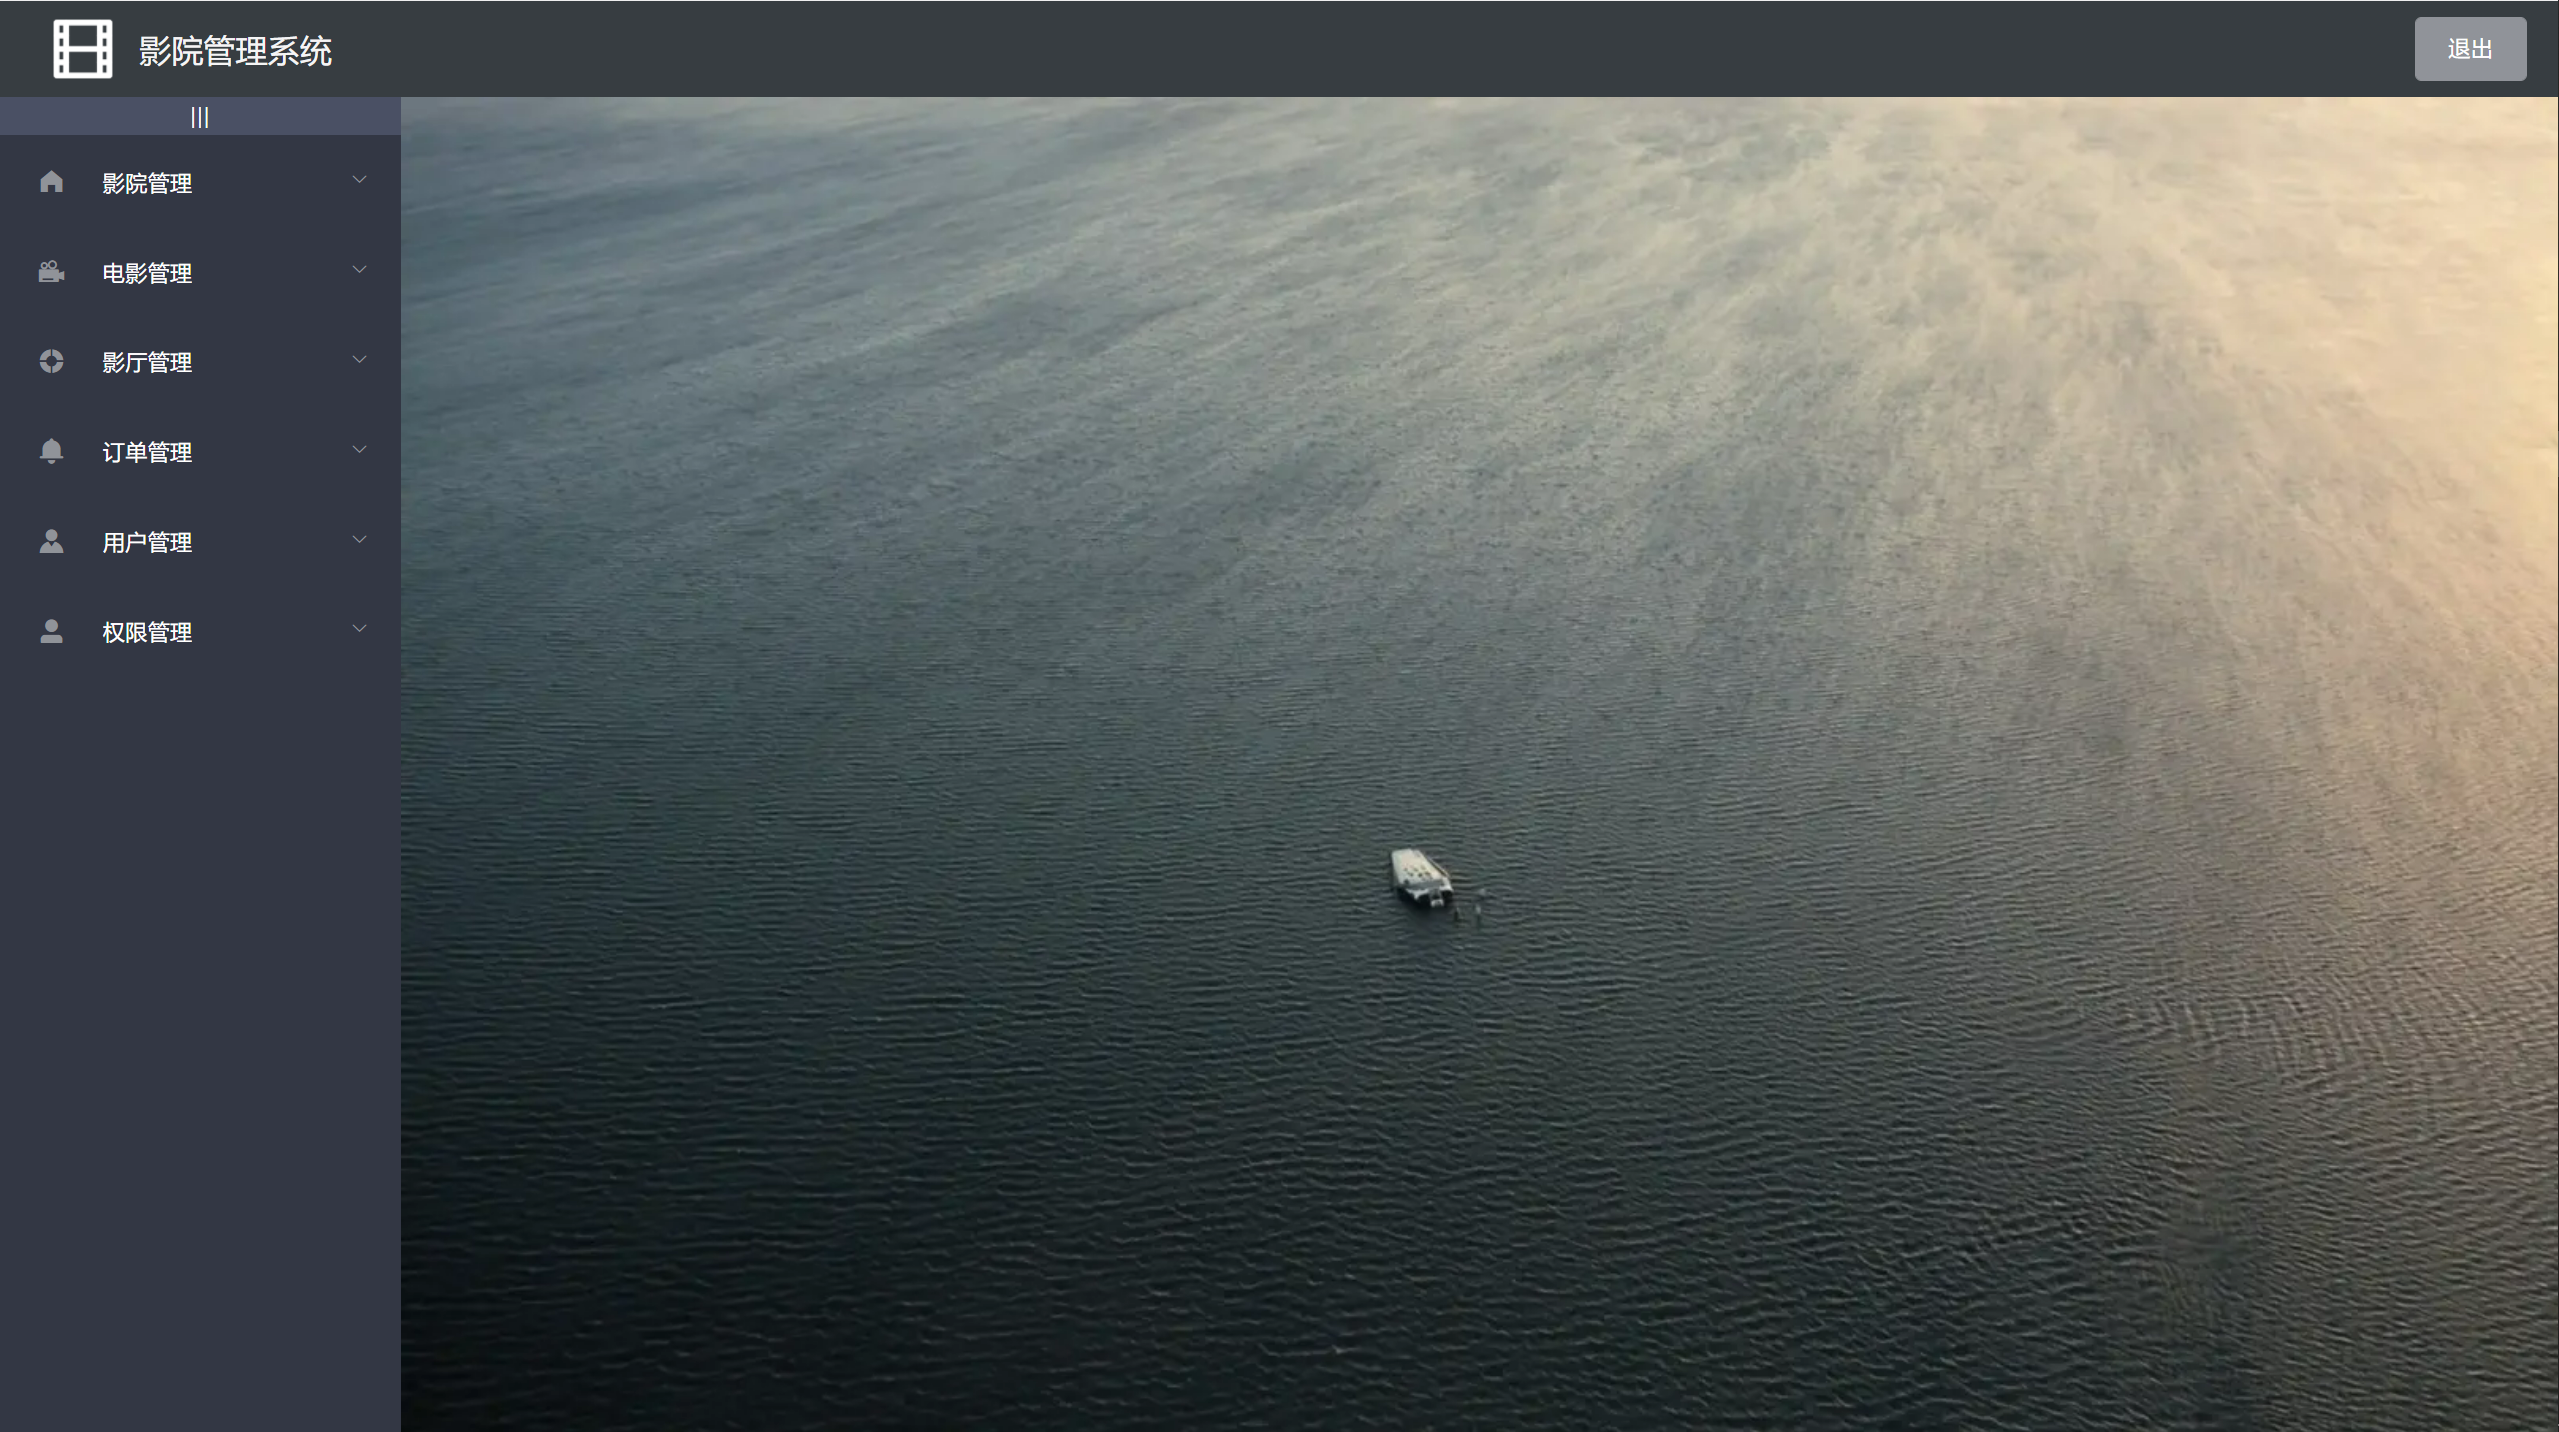 影院管理系统
退出
|||
影院管理
电影管理
影厅管理
订单管理
用户管理
权限管理